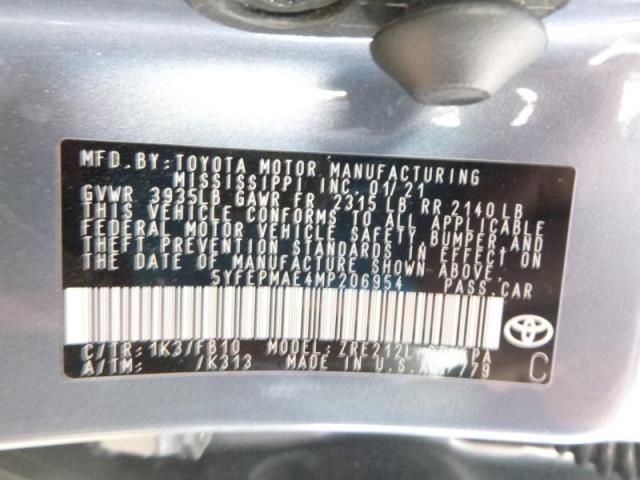 MFD. BY: TOYOTA MOTOR MANUFACTURING
MISSISSIPPI INC. 01/21
GVWR 3935LB GAWR FR 2315 LB RR 2140 LB
THIS VEHICLE CONFORMS TO ALL APPLICABLE
FEDERAL MOTOR VEHICLE SAFETY, BUMPER, AND
THEFT PREVENTION STANDARDS IN EFFECT ON
THE DATE OF MANUFACTURE SHOWN ABOVE.
5YFEPMAE4MP206954 PASS. CAR
C/TR: 1K3/FB10 MODEL:
A/TM: /K313 MADE IN U.S.A.
C